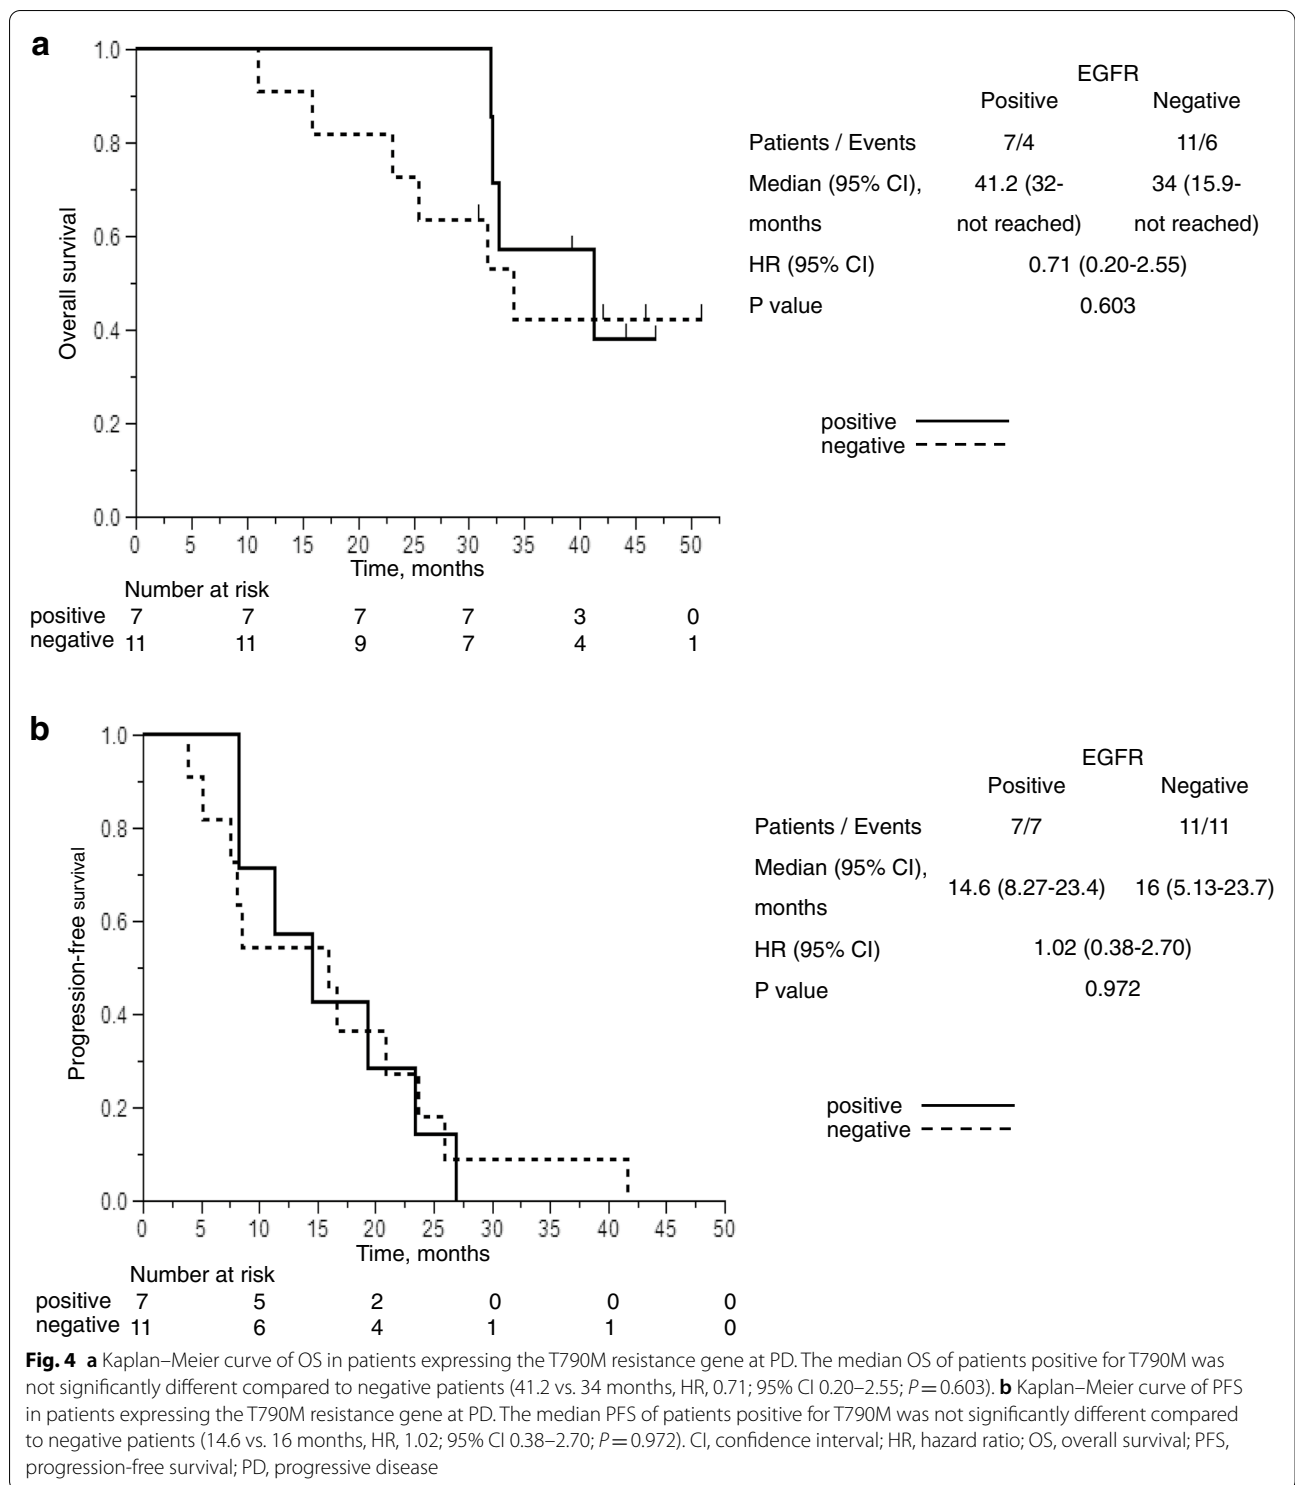 a
EGFR
Positive Negative
Patients / Events 7/4 11/6
Median (95% CI), 41.2 (32- 34 (15.9-
months not reached) not reached)
HR (95% CI) 0.71 (0.20-2.55)
P value 0.603
positive
negative
Overall survival
1.0
0.8
0.6
0.4
0.2
0.0
0 5 10 15 20 25 30 35 40 45 50
Time, months
Number at risk
positive 7 7 7 7 3 0
negative 11 11 9 7 4 1
b
EGFR
Positive Negative
Patients / Events 7/7 11/11
Median (95% CI),
months 14.6 (8.27-23.4) 16 (5.13-23.7)
HR (95% CI) 1.02 (0.38-2.70)
P value 0.972
positive
negative
Progression-free survival
1.0
0.8
0.6
0.4
0.2
0.0
0 5 10 15 20 25 30 35 40 45 50
Time, months
Number at risk
positive 7 5 2 0 0 0
negative 11 6 4 1 1 0
Fig. 4 a Kaplan–Meier curve of OS in patients expressing the T790M resistance gene at PD. The median OS of patients positive for T790M was
not significantly different compared to negative patients (41.2 vs. 34 months, HR, 0.71; 95% CI 0.20–2.55; P = 0.603). b Kaplan–Meier curve of PFS
in patients expressing the T790M resistance gene at PD. The median PFS of patients positive for T790M was not significantly different compared
to negative patients (14.6 vs. 16 months, HR, 1.02; 95% CI 0.38–2.70; P = 0.972). CI, confidence interval; HR, hazard ratio; OS, overall survival; PFS,
progression-free survival; PD, progressive disease